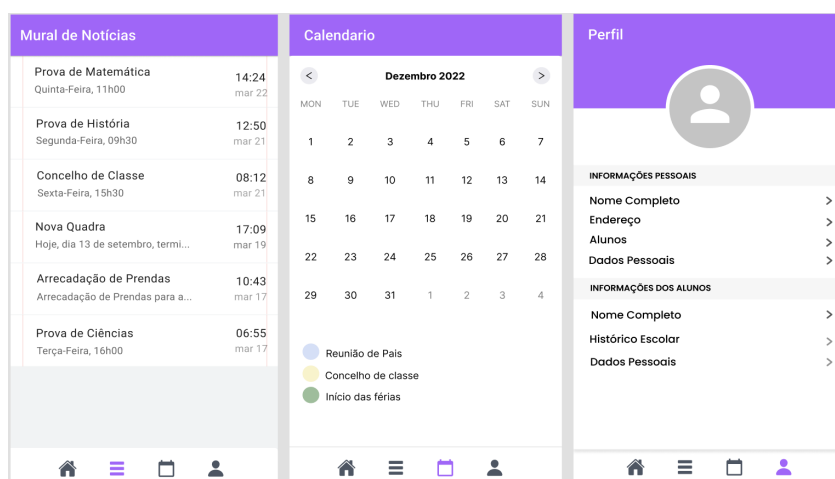 Mural de Notícias
Prova de Matemática 14:24
Quinta-Feira, 11h00 mar 22
Prova de História 12:50
Segunda-Feira, 09h30 mar 21
Concelho de Classe 08:12
Sexta-Feira, 15h30 mar 21
Nova Quadra 17:09
Hoje, dia 13 de setembro, termi... mar 19
Arrecadação de Prendas 10:43
Arrecadação de Prendas para a... mar 17
Prova de Ciências 06:55
Terça-Feira, 16h00 mar 17
Calendario
< Dezembro 2022 >
MON TUE WED THU FRI SAT SUN
1 2 3 4 5 6 7
8 9 10 11 12 13 14
15 16 17 18 19 20 21
22 23 24 25 26 27 28
29 30 31 1 2 3 4
Reunião de Pais
Concelho de classe
Início das férias
Perfil
INFORMAÇÕES PESSOAIS
Nome Completo >
Endereço >
Alunos >
Dados Pessoais >
INFORMAÇÕES DOS ALUNOS
Nome Completo >
Histórico Escolar >
Dados Pessoais >